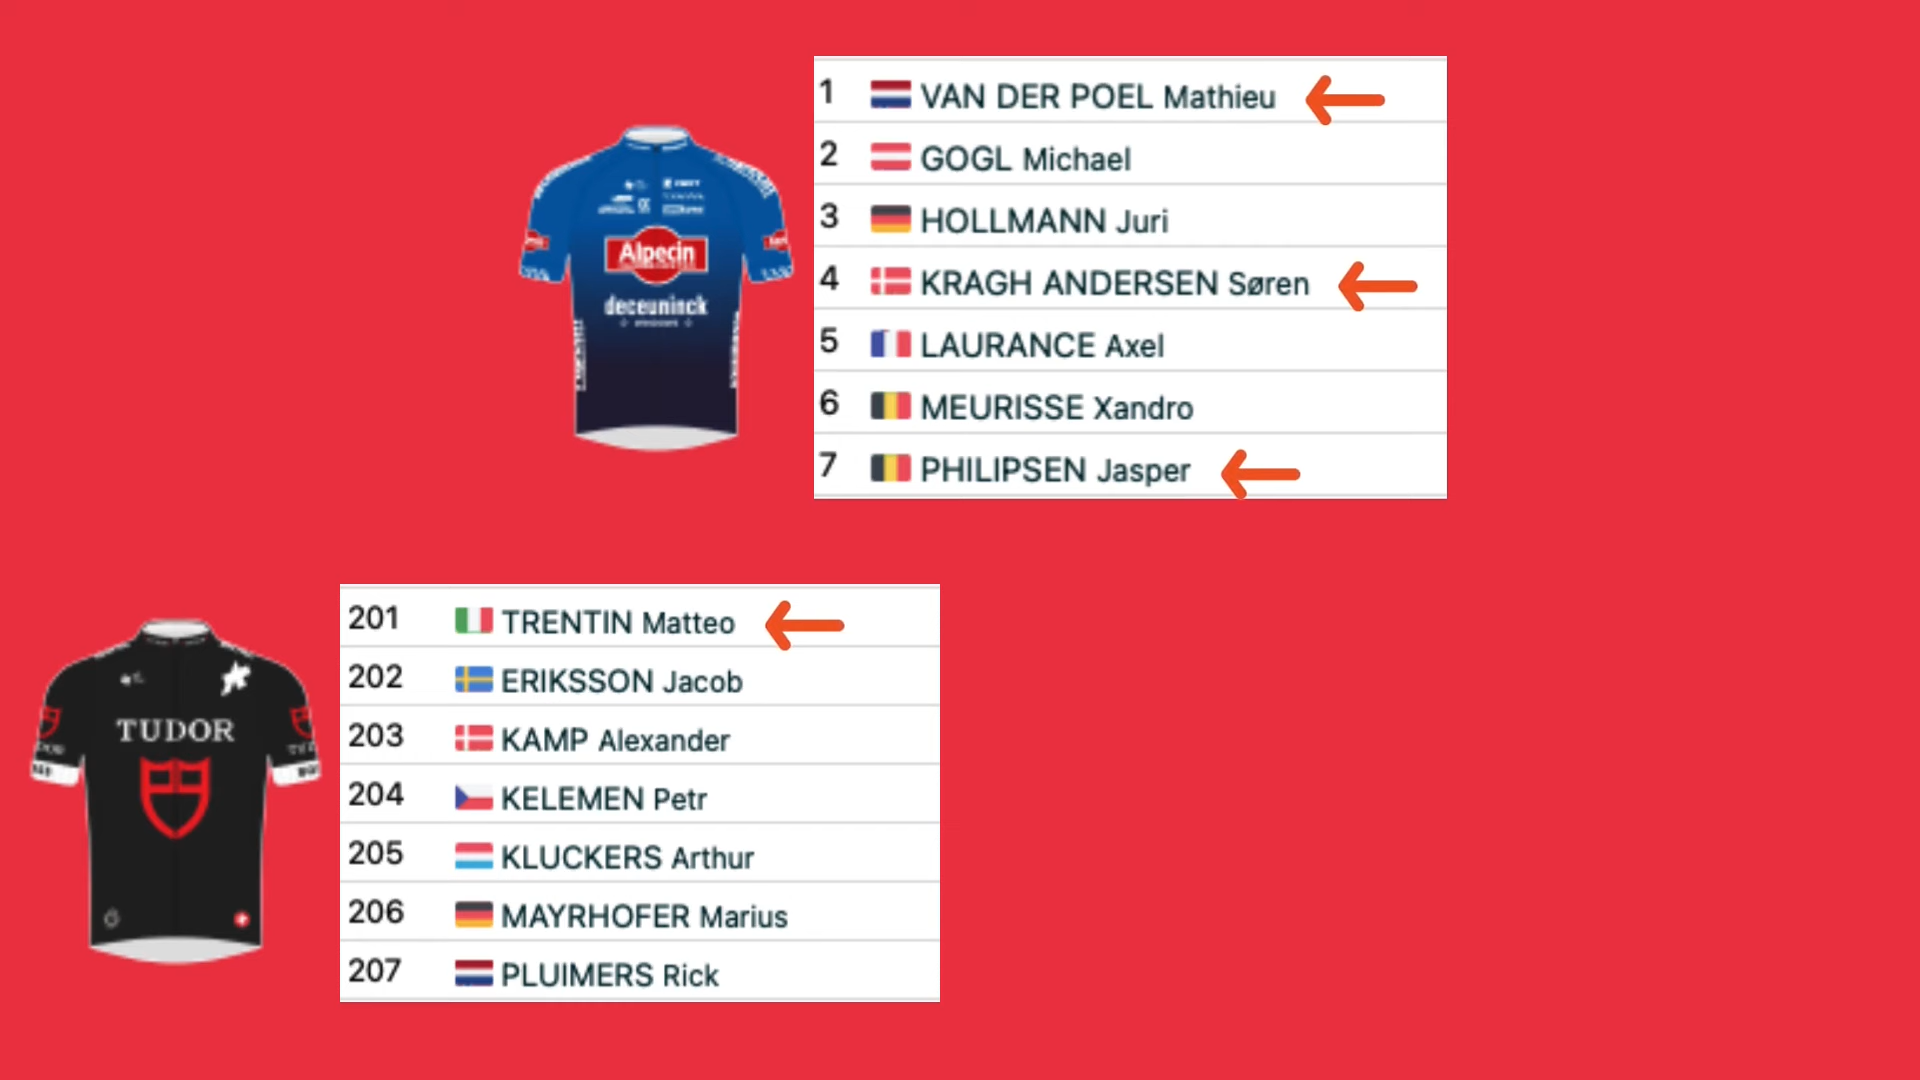 1 VAN DER POEL Mathieu
2 GOGL Michael
3 HOLLMANN Juri
4 KRAGH ANDERSEN Søren
5 LAURANCE Axel
6 MEURISSE Xandro
7 PHILIPSEN Jasper
Alpecin
deceuninck
201 TRENTIN Matteo
202 ERIKSSON Jacob
203 KAMP Alexander
204 KELEMEN Petr
205 KLUCKERS Arthur
206 MAYRHOFER Marius
207 PLUIMERS Rick
TUDOR